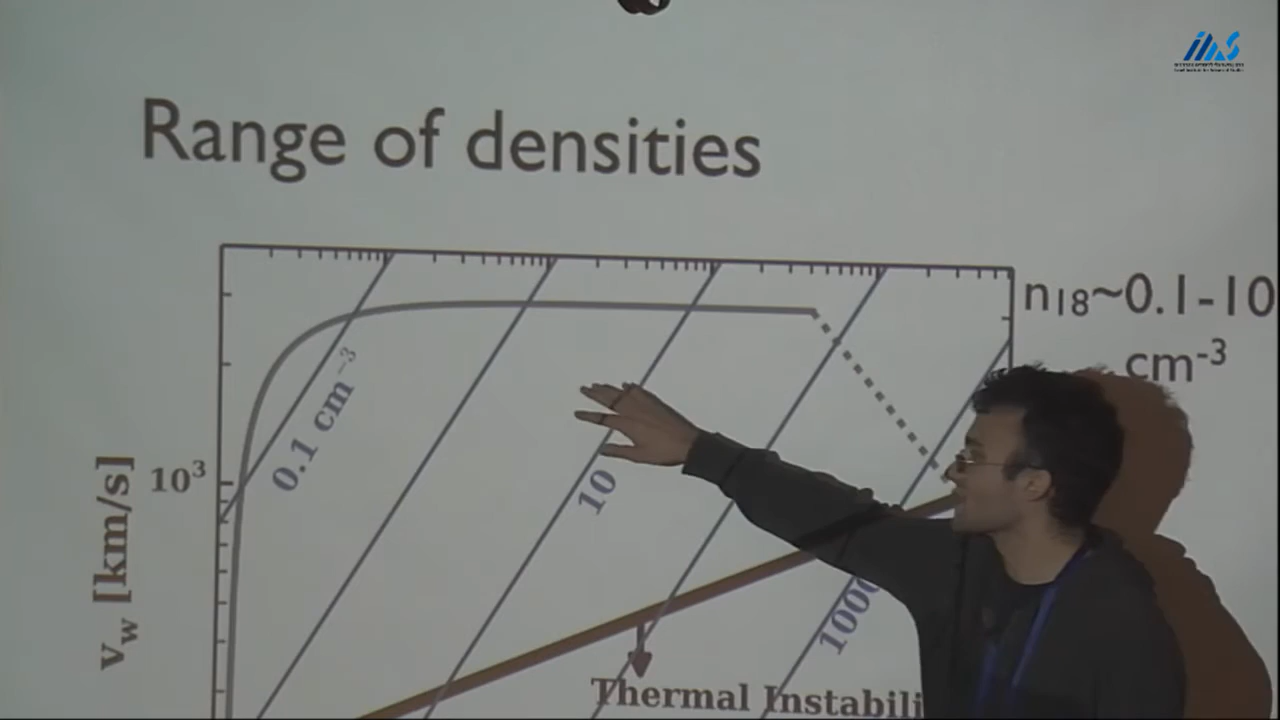 Range of densities
n18~0.1-10
cm-3
0.1 cm−3
10³
10
1000
vw [km/s]
Thermal Instabili